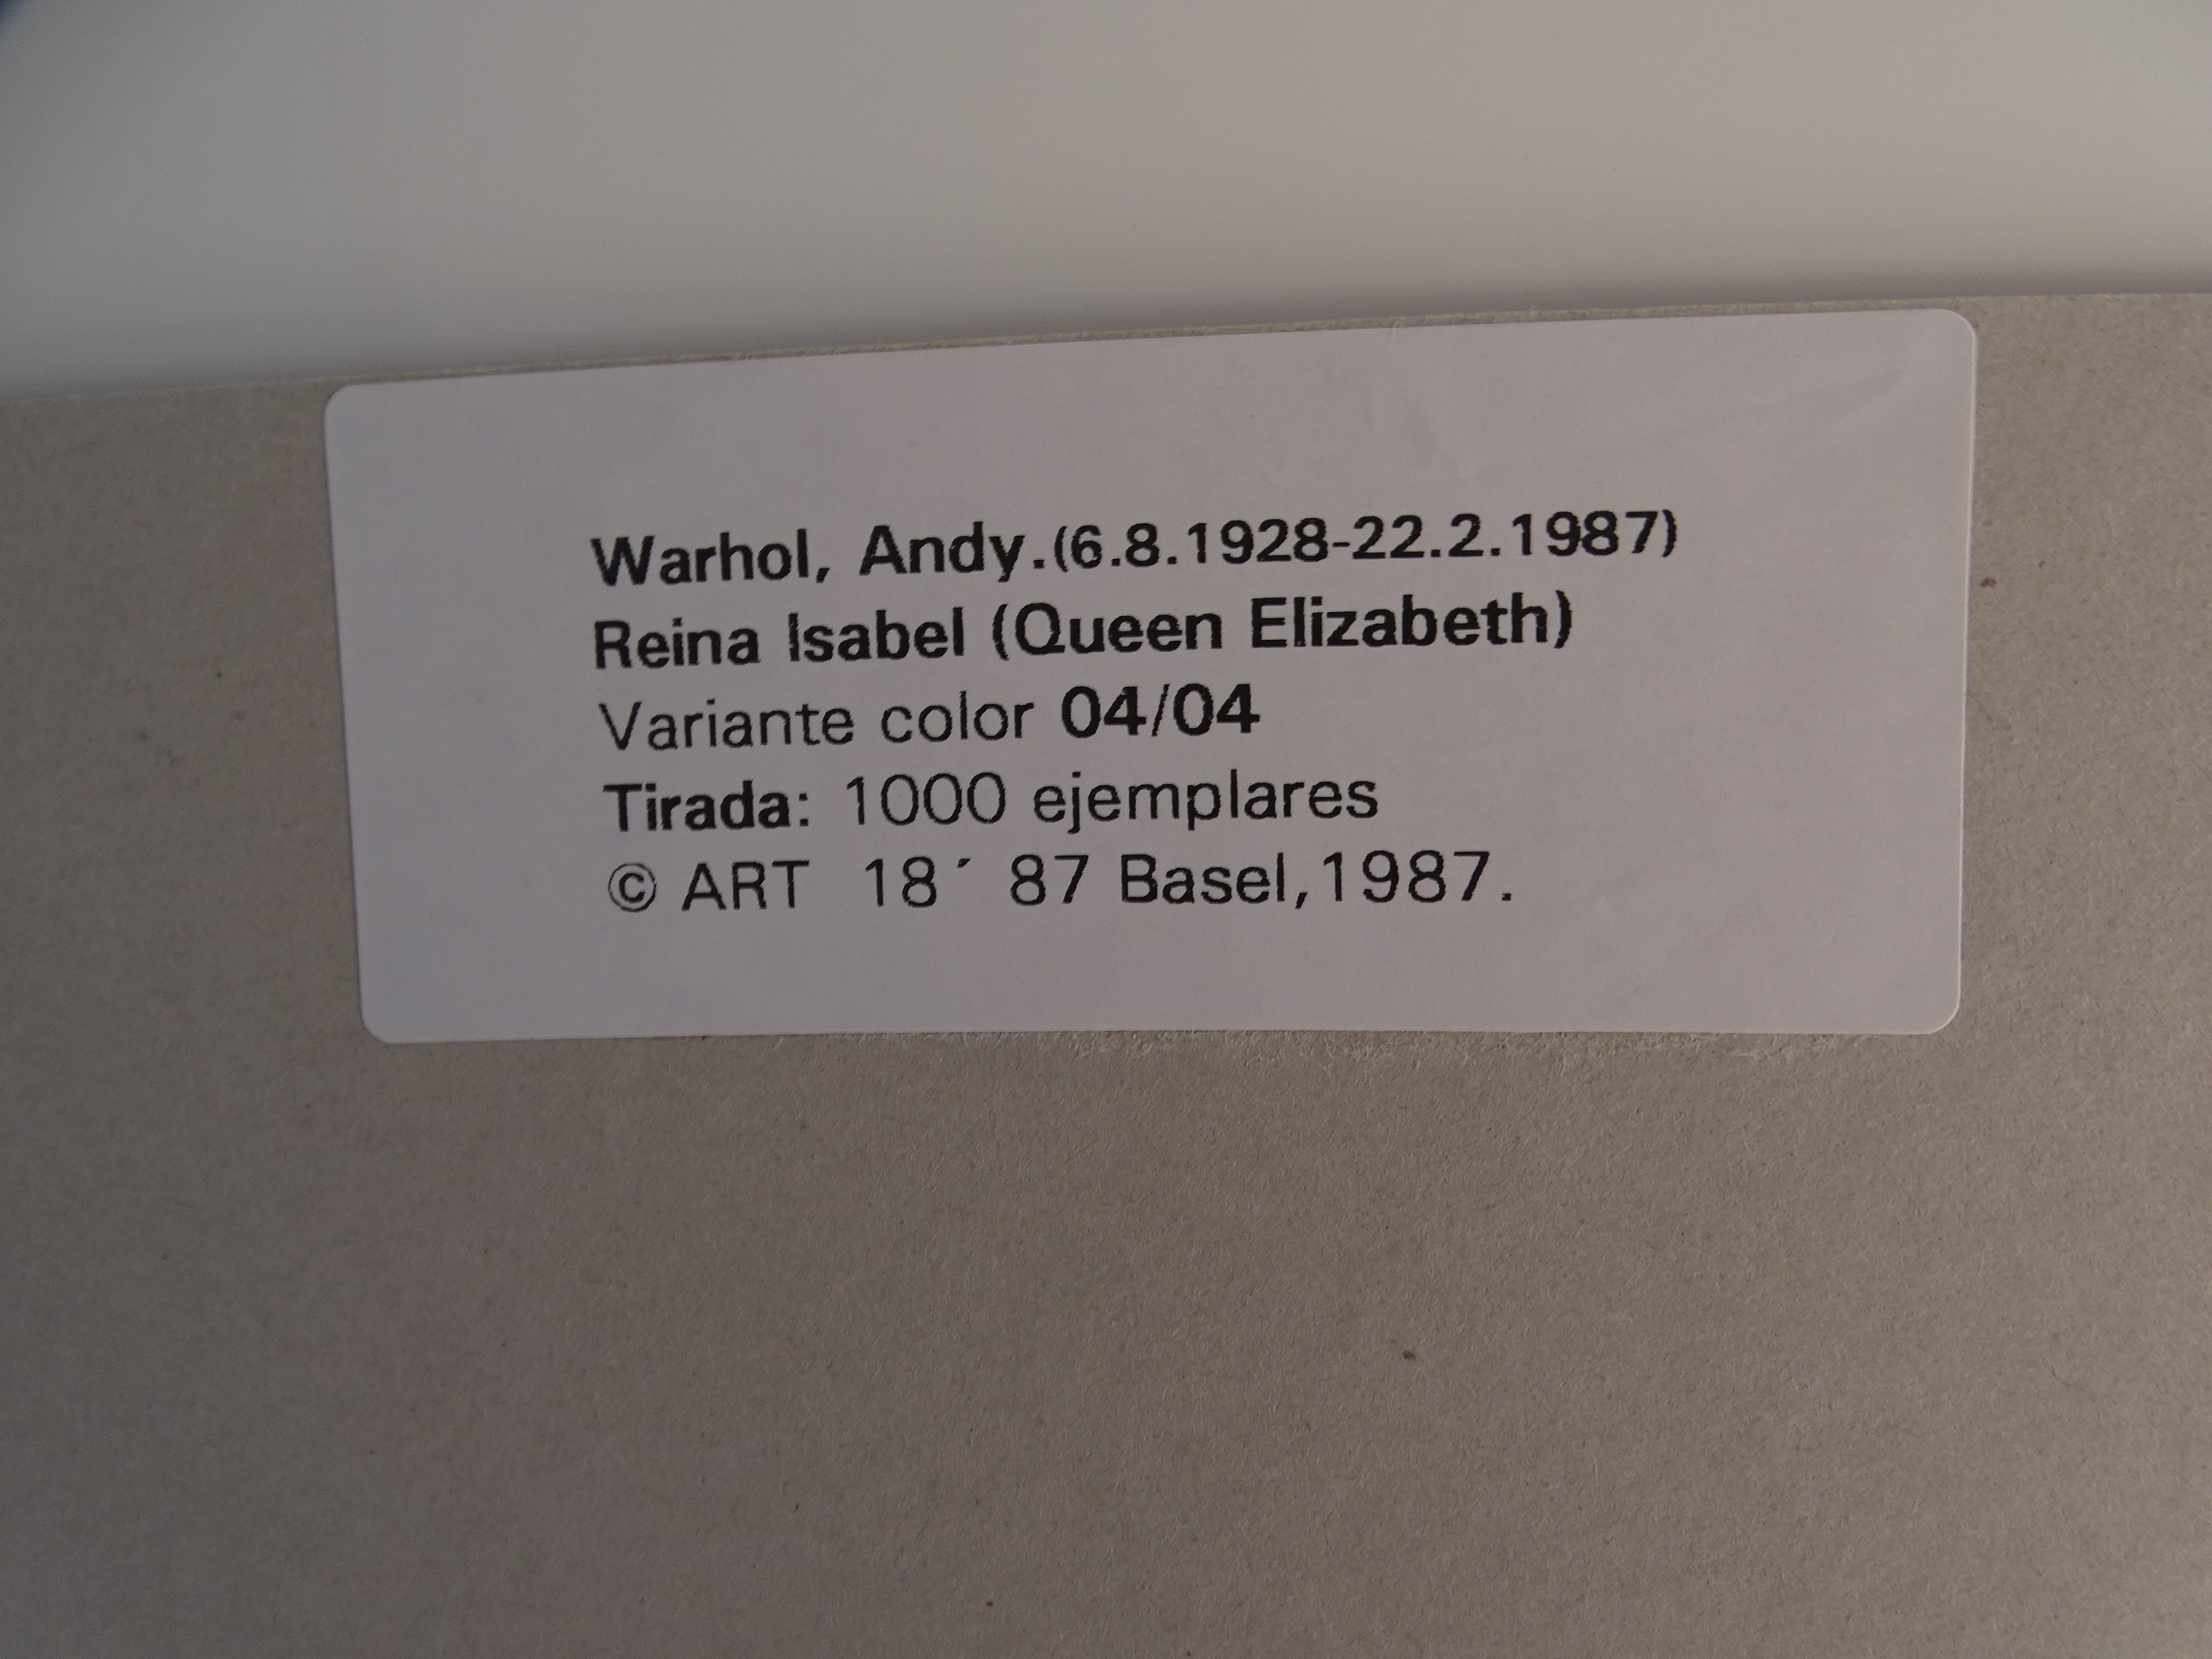 Warhol, Andy.(6.8.1928-22.2.1987)
Reina Isabel (Queen Elizabeth)
Variante color 04/04
Tirada: 1000 ejemplares
© ART 18´ 87 Basel,1987.